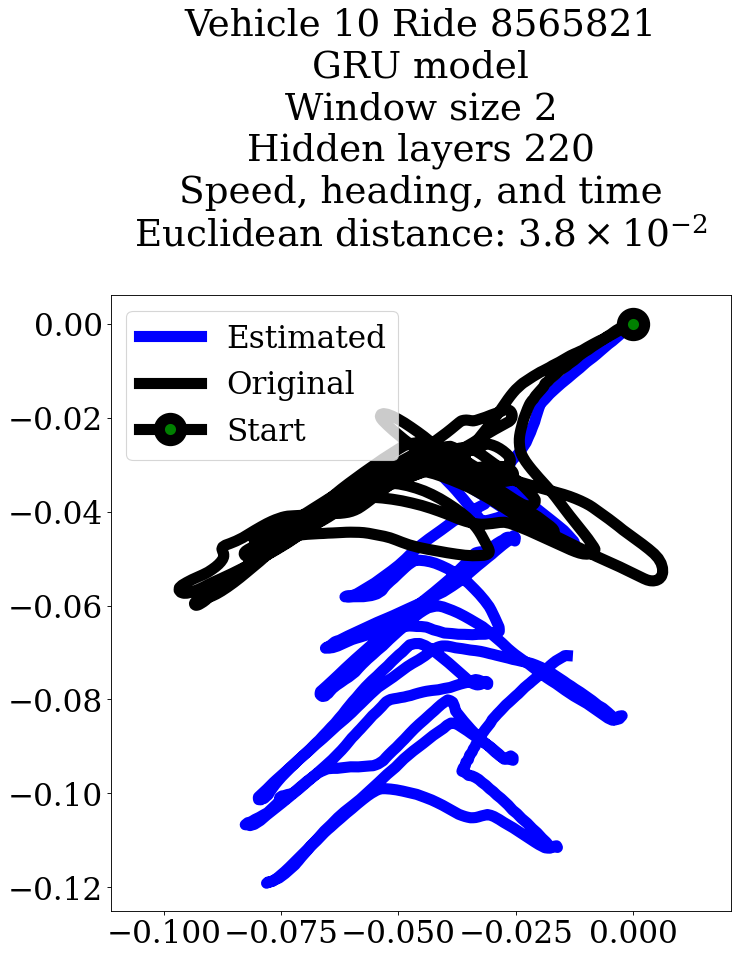 Vehicle 10 Ride 8565821
GRU model
Window size 2
Hidden layers 220
Speed, heading, and time
Euclidean distance: 3.8 × 10⁻²
Estimated
Original
Start
0.00
−0.02
−0.04
−0.06
−0.08
−0.10
−0.12
−0.100 −0.075 −0.050 −0.025 0.000